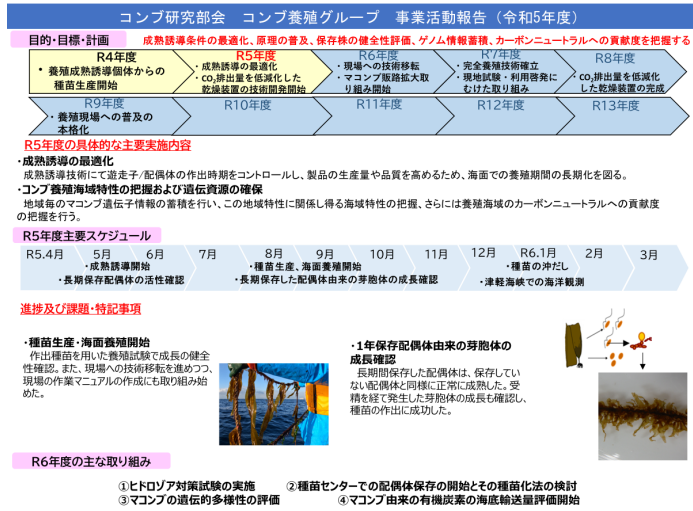 コンブ研究部会　コンブ養殖グループ　事業活動報告（令和5年度）
目的・目標・計画
成熟誘導条件の最適化、原理の普及、保存株の健全性評価、ゲノム情報蓄積、カーボンニュートラルへの貢献度を把握する
R４年度
・ 養殖成熟誘導個体からの
種苗生産開始
R5年度
・ 成熟誘導の最適化
・ CO₂排出量を低減化した
乾燥装置の技術開発開始
R６年度
・ 現場への技術移転
・ マコンブ販路拡大取
り組み開始
R７年度
・ 完全養殖技術確立
・ 現地試験・利用啓発に
むけた取り組み
R８年度
・ CO₂排出量を低減化
した乾燥装置の完成
R９年度
・ 養殖現場への普及の
本格化
R１０年度
R１１年度
R１２年度
R１３年度
R５年度の具体的な主要実施内容
・成熟誘導の最適化
成熟誘導技術にて遊走子/配偶体の作出時期をコントロールし、製品の生産量や品質を高めるため、海面での養殖期間の長期化を図る。
・コンブ養殖海域特性の把握および遺伝資源の確保
地域毎のマコンブ遺伝子情報の蓄積を行い、この地域特性に関係し得る海域特性の把握、さらには養殖海域のカーボンニュートラルへの貢献度
の把握を行う。
R5年度主要スケジュール
R5.4月　5月　6月　7月　8月　9月　10月　11月　12月　R6.1月　2月　3月
・成熟誘導開始
・種苗生産、海面養殖開始
・種苗の沖だし
・長期保存配偶体の活性確認
・長期保存した配偶体由来の芽胞体の成長確認
・津軽海峡での海洋観測
進捗及び課題・特記事項
・種苗生産・海面養殖開始
作出種苗を用いた養殖試験で成長の健全
性確認。また、現場への技術移転を進めつつ、
現場の作業マニュアルの作成にも取り組み始
めた。
・1年保存配偶体由来の芽胞体の
成長確認
長期間保存した配偶体は、保存してい
ない配偶体と同様に正常に成熟した。受
精を経て発生した芽胞体の成長も確認し、
種苗の作出に成功した。
R6年度の主な取り組み
①ヒドロゾア対策試験の実施　②種苗センターでの配偶体保存の開始とその種苗化法の検討
③マコンブの遺伝的多様性の評価　④マコンブ由来の有機炭素の海底輸送量評価開始